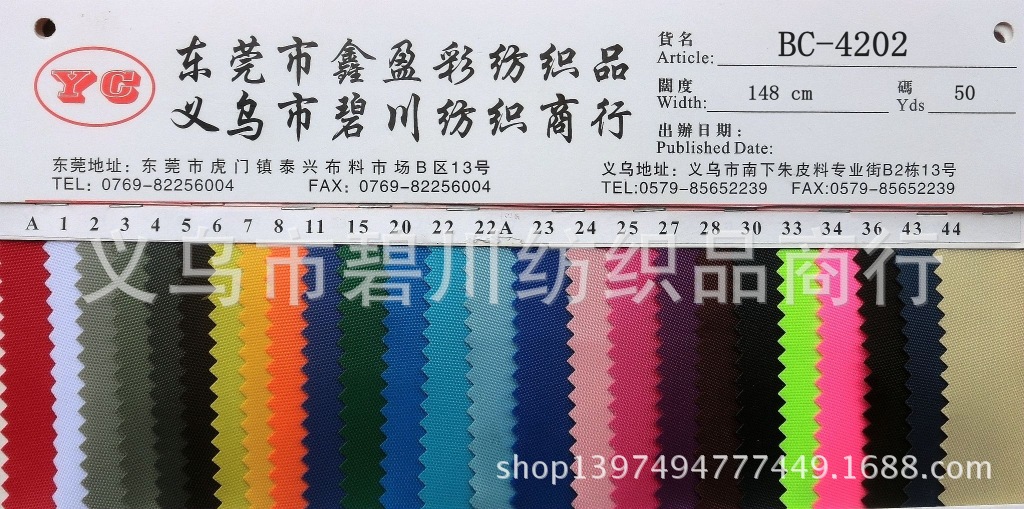 YC
东莞市鑫盈彩纺织品
义乌市碧川纺织商行
貨名
Article: BC-4202
闊度 碼
Width: 148 cm Yds 50
出辦日期:
Published Date:
东莞地址: 东莞市虎门镇泰兴布料市场B区13号
TEL: 0769-82256004 FAX: 0769-82256004
义乌地址: 义乌市南下朱皮料专业街B2栋13号
TEL:0579-85652239 FAX:0579-85652239
A 1 2 3 4 5 6 7 8 11 15 20 22 22A 23 24 25 27 28 30 33 34 36 43 44
义乌市碧川纺织品商行
shop1397494777449.1688.com